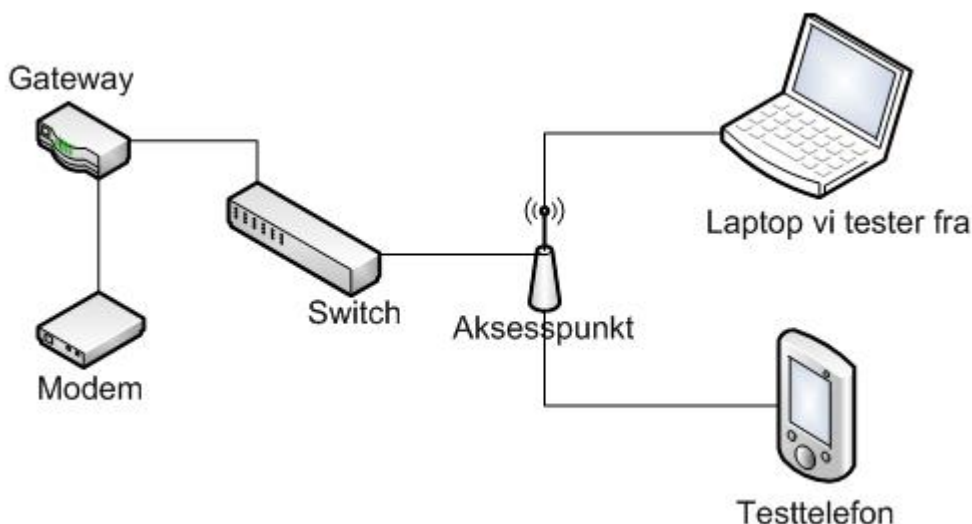 Gateway
Laptop vi tester fra
Switch
Aksesspunkt
Modem
Testtelefon